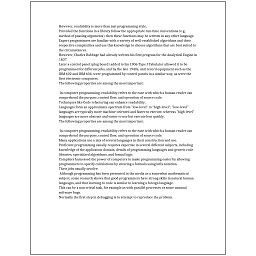 However, readability is more than just programming style.
Provided the functions in a library follow the appropriate run-time conventions (e.g.,
method of passing arguments), then these functions may be written in any other language.
Expert programmers are familiar with a variety of well-established algorithms and their
respective complexities and use this knowledge to choose algorithms that are best suited to
the circumstances.
However, Charles Babbage had already written his first program for the Analytical Engine in
1837.
Later a control panel (plug board) added to his 1906 Type I Tabulator allowed it to be
programmed for different jobs, and by the late 1940s, unit record equipment such as the
IBM 602 and IBM 604, were programmed by control panels in a similar way, as were the
first electronic computers.
The following properties are among the most important:
In computer programming, readability refers to the ease with which a human reader can
comprehend the purpose, control flow, and operation of source code.
Techniques like Code refactoring can enhance readability.
Languages form an approximate spectrum from "low-level" to "high-level"; "low-level"
languages are typically more machine-oriented and faster to execute, whereas "high-level"
languages are more abstract and easier to use but execute less quickly.
The following properties are among the most important:
In computer programming, readability refers to the ease with which a human reader can
comprehend the purpose, control flow, and operation of source code.
Many applications use a mix of several languages in their construction and use.
Proficient programming usually requires expertise in several different subjects, including
knowledge of the application domain, details of programming languages and generic code
libraries, specialized algorithms, and formal logic.
Compilers harnessed the power of computers to make programming easier by allowing
programmers to specify calculations by entering a formula using infix notation.
Their jobs usually involve:
Although programming has been presented in the media as a somewhat mathematical
subject, some research shows that good programmers have strong skills in natural human
languages, and that learning to code is similar to learning a foreign language.
This can be a non-trivial task, for example as with parallel processes or some unusual
software bugs.
Normally the first step in debugging is to attempt to reproduce the problem.